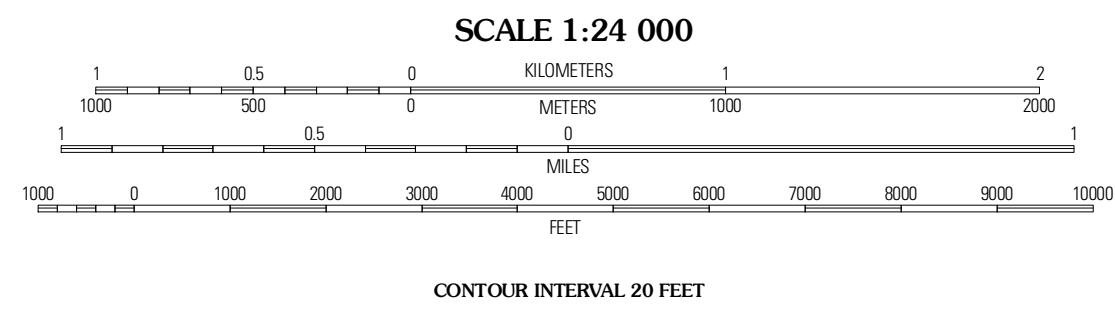 SCALE 1:24 000
1 0.5 0 KILOMETERS 1 2
1000 500 0 METERS 1000 2000
1 0.5 0 1
MILES
1000 0 1000 2000 3000 4000 5000 6000 7000 8000 9000 10000
FEET
CONTOUR INTERVAL 20 FEET